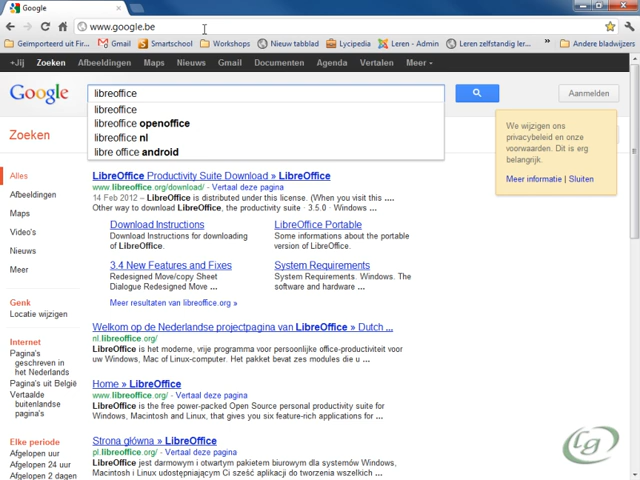 Google
www.google.be
Geïmporteerd uit Fir... Gmail Smartschool Workshops Nieuw tabblad Lycipedia Leren - Admin Leren zelfstandig ler... » Andere bladwijzers
+Jij Zoeken Afbeeldingen Maps Nieuws Gmail Documenten Agenda Vertalen Meer
Google libreoffice Aanmelden
libreoffice
libreoffice openoffice
libreoffice nl
libre office android
Zoeken
We wijzigen ons
privacybeleid en onze
voorwaarden. Dit is erg
belangrijk.
Meer informatie | Sluiten
Alles
Afbeeldingen
Maps
Video's
Nieuws
Meer
Genk
Locatie wijzigen
Internet
Pagina's
geschreven in
het Nederlands
Pagina's uit België
Vertaalde
buitenlandse
pagina's
Elke periode
Afgelopen uur
Afgelopen 24 uur
Afgelopen 2 dagen
LibreOffice Productivity Suite Download » LibreOffice
www.libreoffice.org/download/ - Vertaal deze pagina
14 Feb 2012 – LibreOffice is distributed under this license. (When you visit this ....
Other way to download LibreOffice, the productivity suite · 3.5.0 · Windows ...
Download Instructions
Download Instructions for downloading
of LibreOffice.
LibreOffice Portable
Some informations about the portable
version of LibreOffice.
3.4 New Features and Fixes
Redesigned Move/copy Sheet
Dialogue Redesigned Move ...
System Requirements
System Requirements. Windows. The
software and hardware ...
Meer resultaten van libreoffice.org »
Welkom op de Nederlandse projectpagina van LibreOffice » Dutch ...
nl.libreoffice.org/
LibreOffice is het moderne, vrije programma voor persoonlijke office-productiviteit voor
uw Windows, Mac of Linux-computer. Het pakket bevat zes modules die u ...
Home » LibreOffice
www.libreoffice.org/ - Vertaal deze pagina
LibreOffice is the free power-packed Open Source personal productivity suite for
Windows, Macintosh and Linux, that gives you six feature-rich applications for ...
Strona główna » LibreOffice
pl.libreoffice.org/ - Vertaal deze pagina
LibreOffice jest darmowym i otwartym pakietem biurowym dla systemów Windows,
Macintosh i Linux udostępniającym Ci sześć aplikacji do tworzenia wszelkich
lg